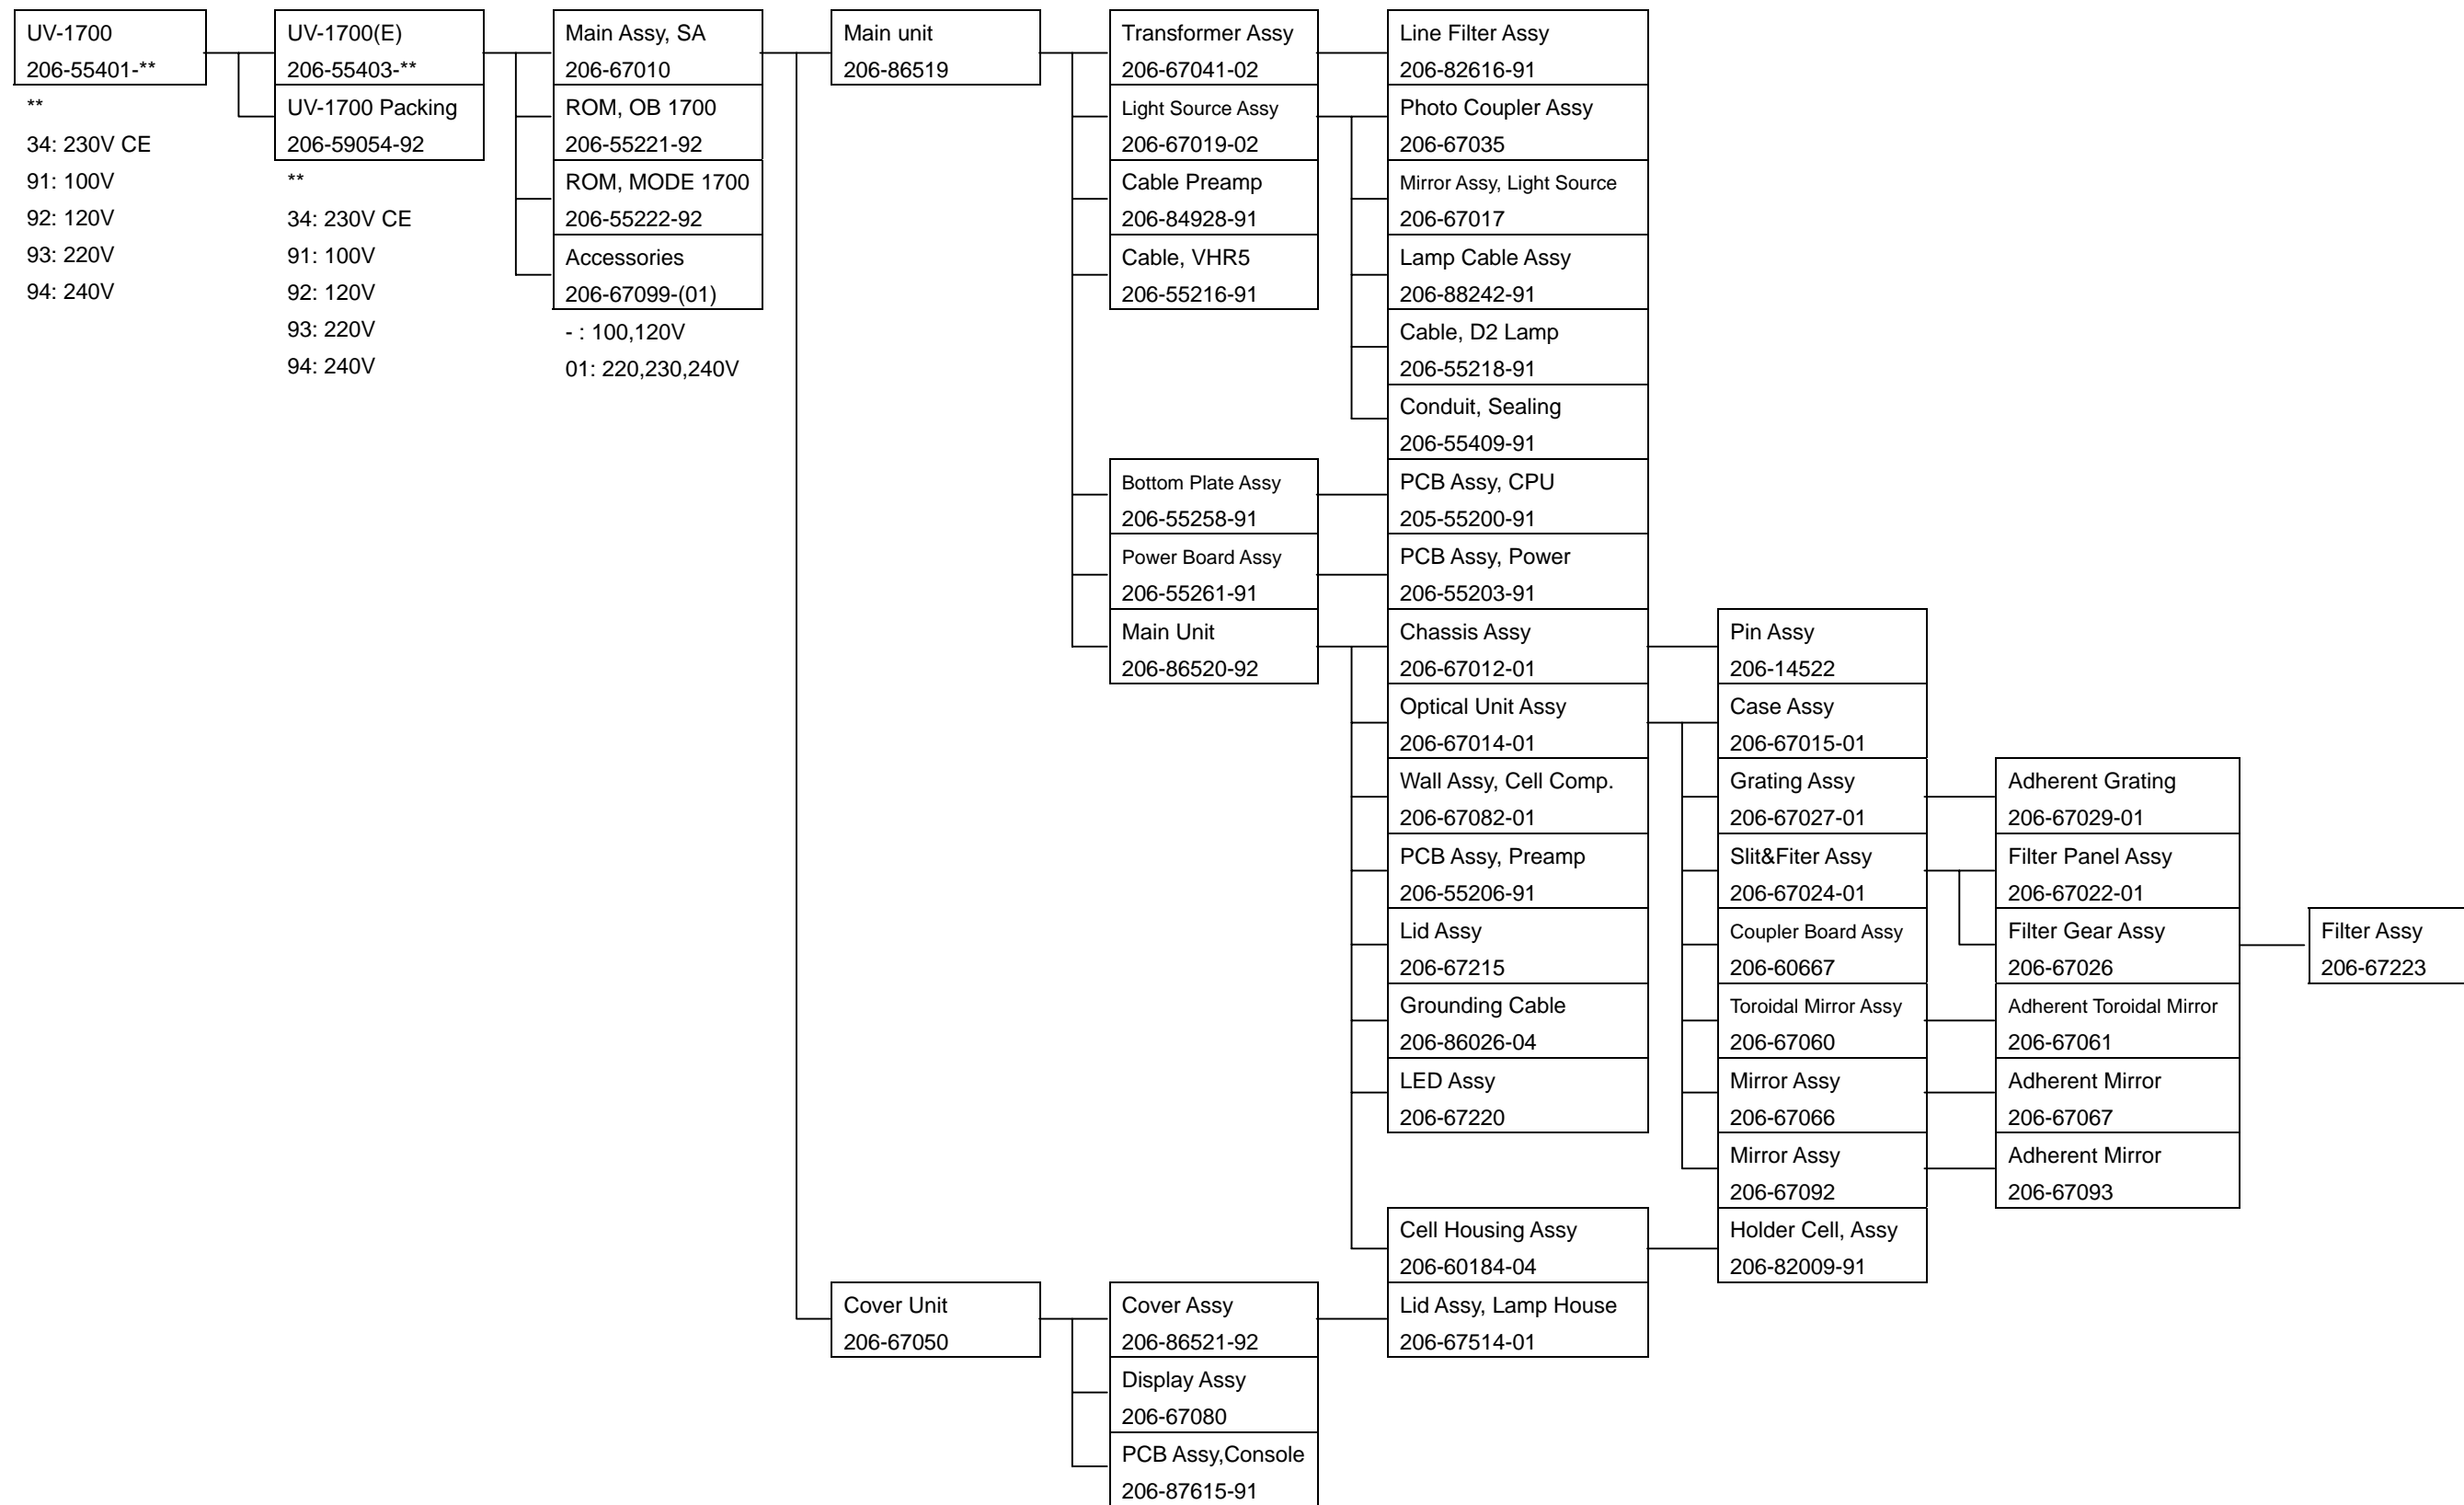 UV-1700
206-55401-**
**
34: 230V CE
91: 100V
92: 120V
93: 220V
94: 240V
UV-1700(E)
206-55403-**
UV-1700 Packing
206-59054-92
**
34: 230V CE
91: 100V
92: 120V
93: 220V
94: 240V
Main Assy, SA
206-67010
ROM, OB 1700
206-55221-92
ROM, MODE 1700
206-55222-92
Accessories
206-67099-(01)
- : 100,120V
01: 220,230,240V
Main unit
206-86519
Cover Unit
206-67050
Transformer Assy
206-67041-02
Light Source Assy
206-67019-02
Cable Preamp
206-84928-91
Cable, VHR5
206-55216-91
Bottom Plate Assy
206-55258-91
Power Board Assy
206-55261-91
Main Unit
206-86520-92
Cover Assy
206-86521-92
Display Assy
206-67080
PCB Assy,Console
206-87615-91
Line Filter Assy
206-82616-91
Photo Coupler Assy
206-67035
Mirror Assy, Light Source
206-67017
Lamp Cable Assy
206-88242-91
Cable, D2 Lamp
206-55218-91
Conduit, Sealing
206-55409-91
PCB Assy, CPU
205-55200-91
PCB Assy, Power
206-55203-91
Chassis Assy
206-67012-01
Optical Unit Assy
206-67014-01
Wall Assy, Cell Comp.
206-67082-01
PCB Assy, Preamp
206-55206-91
Lid Assy
206-67215
Grounding Cable
206-86026-04
LED Assy
206-67220
Cell Housing Assy
206-60184-04
Lid Assy, Lamp House
206-67514-01
Pin Assy
206-14522
Case Assy
206-67015-01
Grating Assy
206-67027-01
Slit&Fiter Assy
206-67024-01
Coupler Board Assy
206-60667
Toroidal Mirror Assy
206-67060
Mirror Assy
206-67066
Mirror Assy
206-67092
Holder Cell, Assy
206-82009-91
Adherent Grating
206-67029-01
Filter Panel Assy
206-67022-01
Filter Gear Assy
206-67026
Adherent Toroidal Mirror
206-67061
Adherent Mirror
206-67067
Adherent Mirror
206-67093
Filter Assy
206-67223